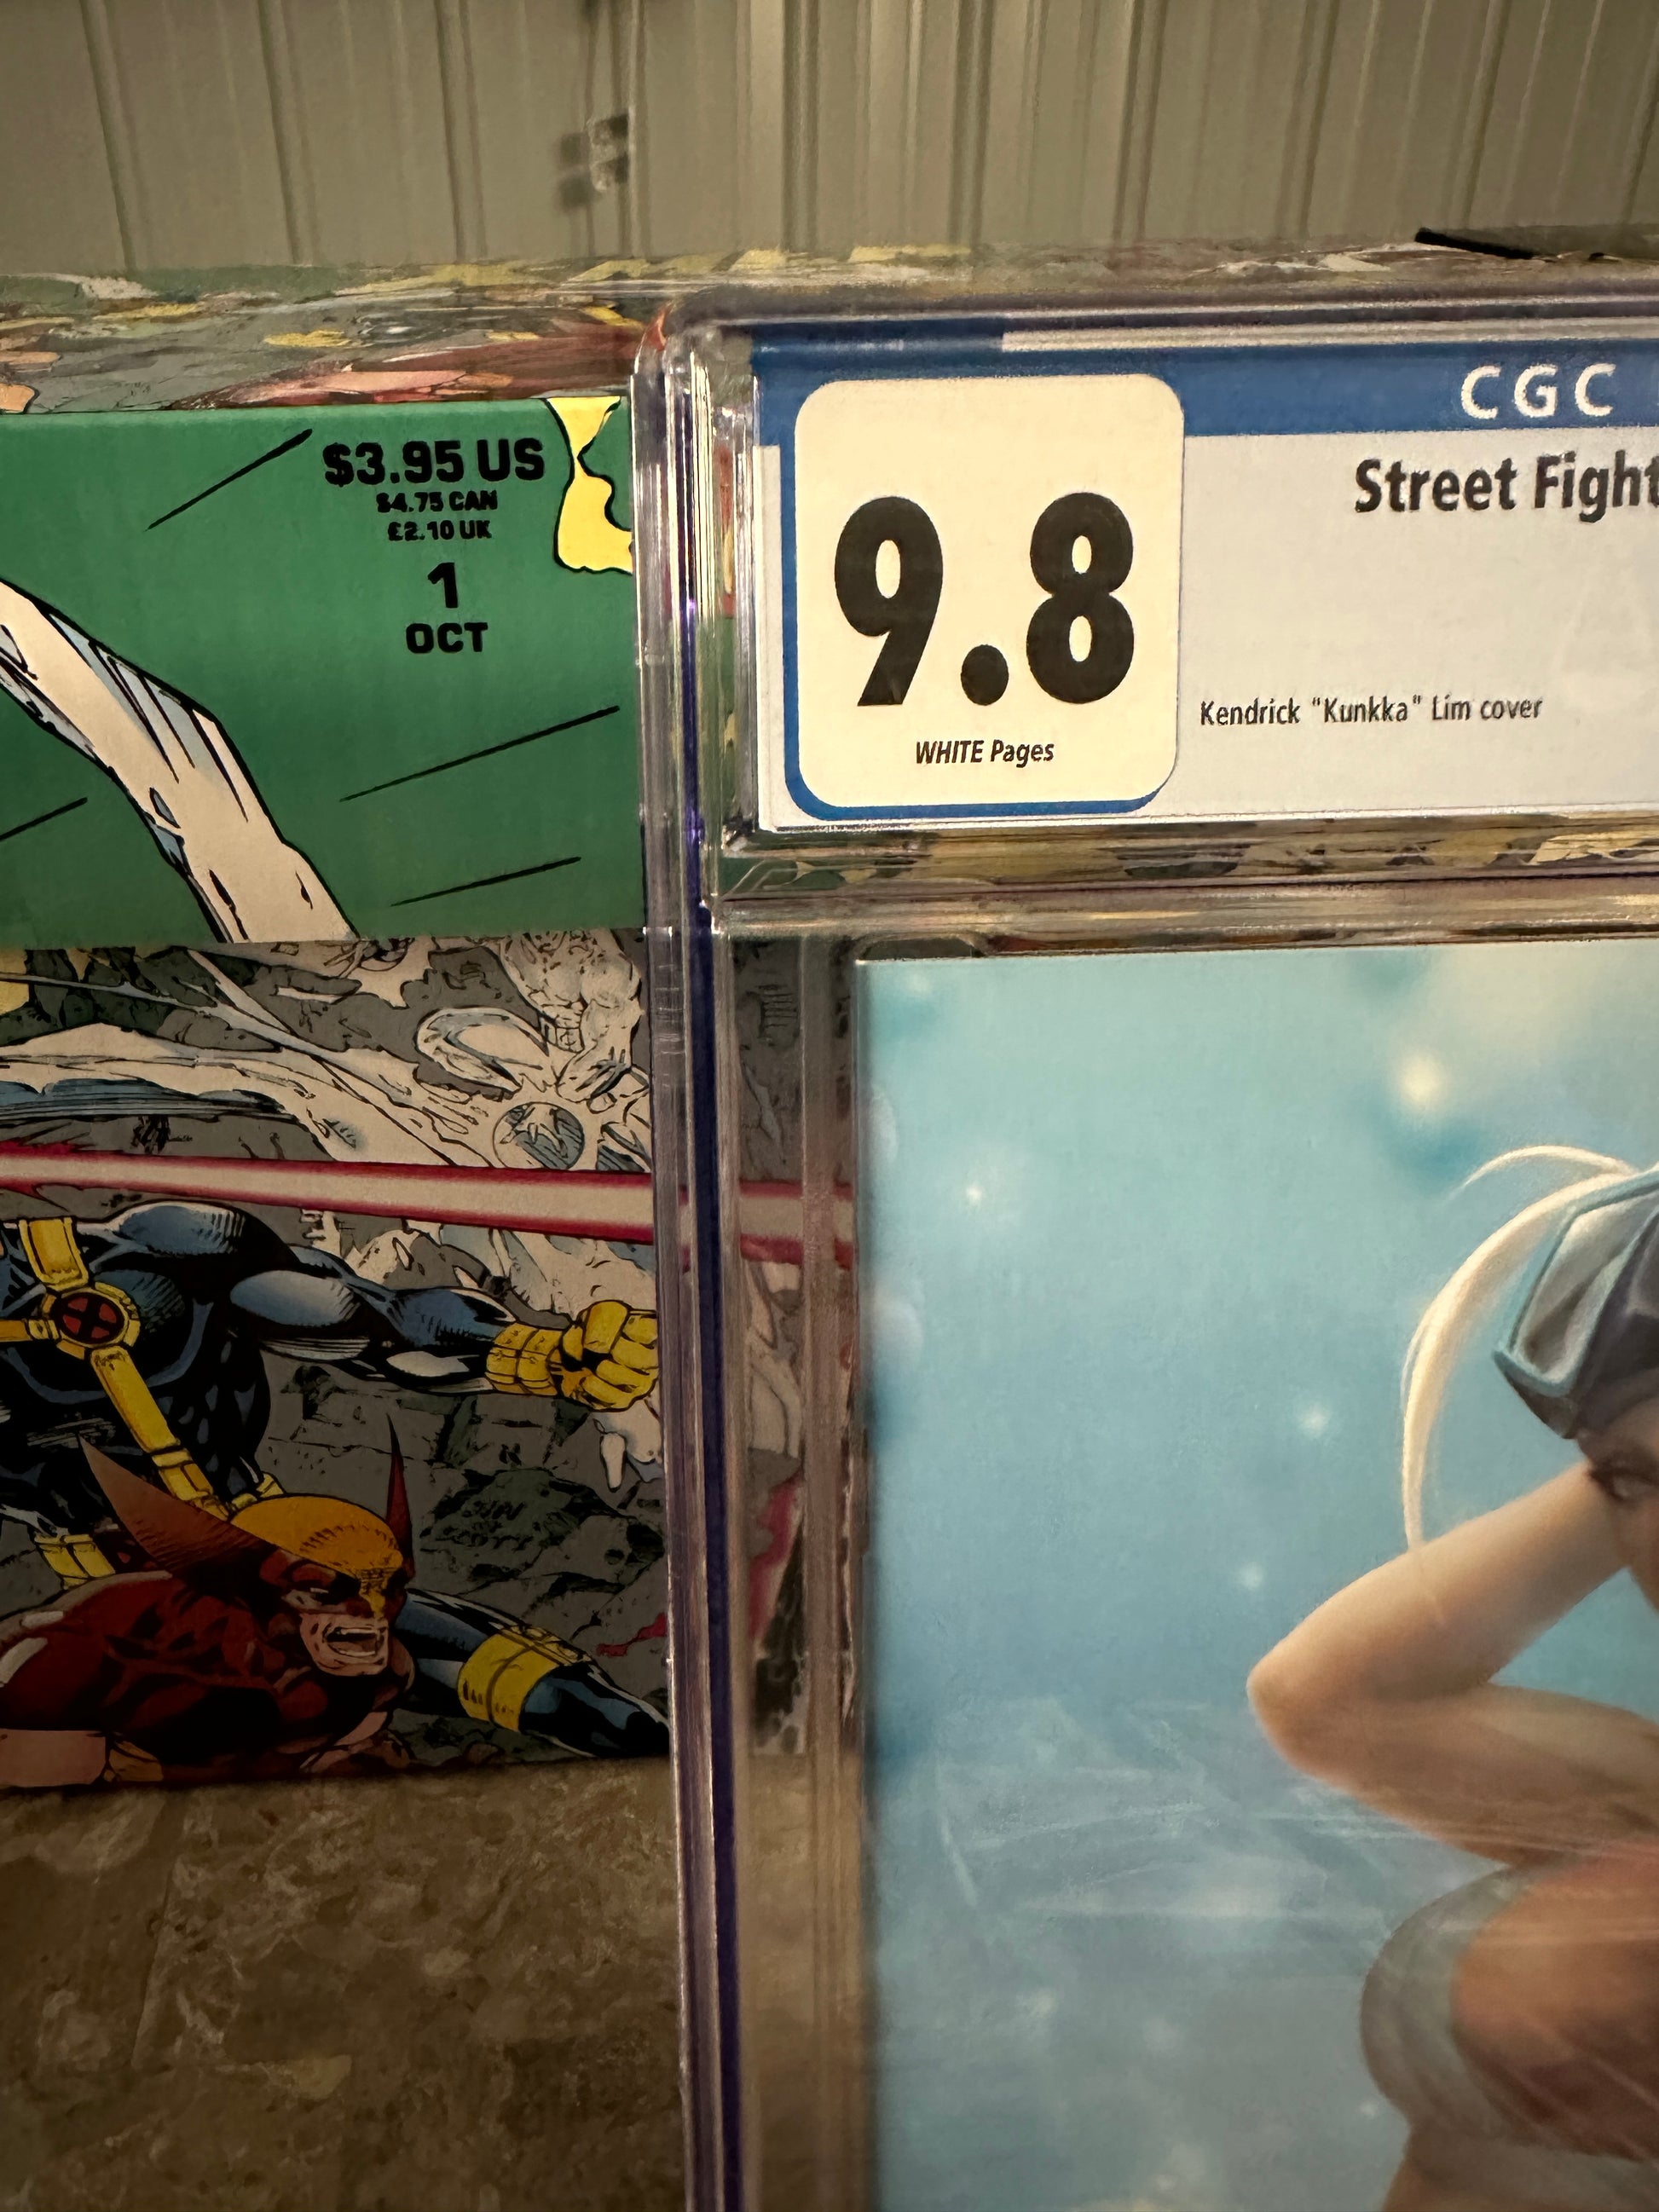 $3.95 US
$4.75 CAN
£2.10 UK
1
OCT
CGC
9.8
WHITE Pages
Street Fight
Kendrick "Kunkka" Lim cover